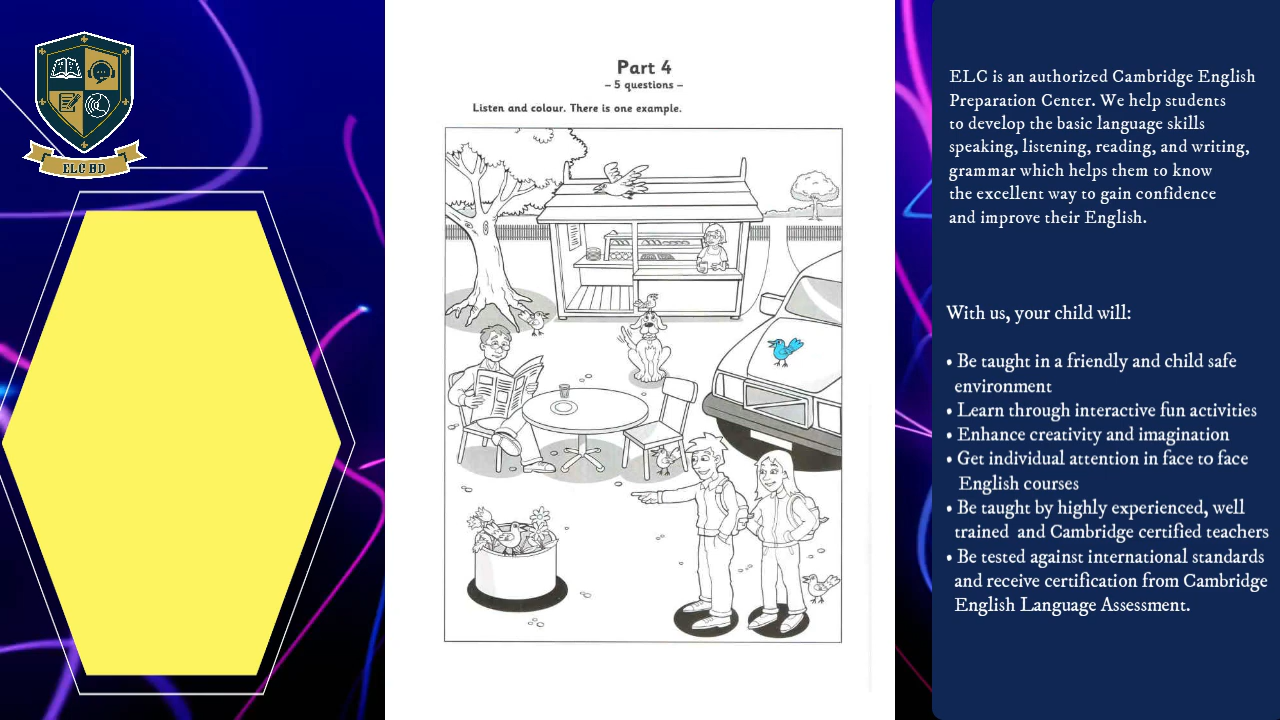 ELC BD
Part 4
– 5 questions –
Listen and colour. There is one example.
ELC is an authorized Cambridge English
Preparation Center. We help students
to develop the basic language skills
speaking, listening, reading, and writing,
grammar which helps them to know
the excellent way to gain confidence
and improve their English.
With us, your child will:
• Be taught in a friendly and child safe
environment
• Learn through interactive fun activities
• Enhance creativity and imagination
• Get individual attention in face to face
English courses
• Be taught by highly experienced, well
trained and Cambridge certified teachers
• Be tested against international standards
and receive certification from Cambridge
English Language Assessment.